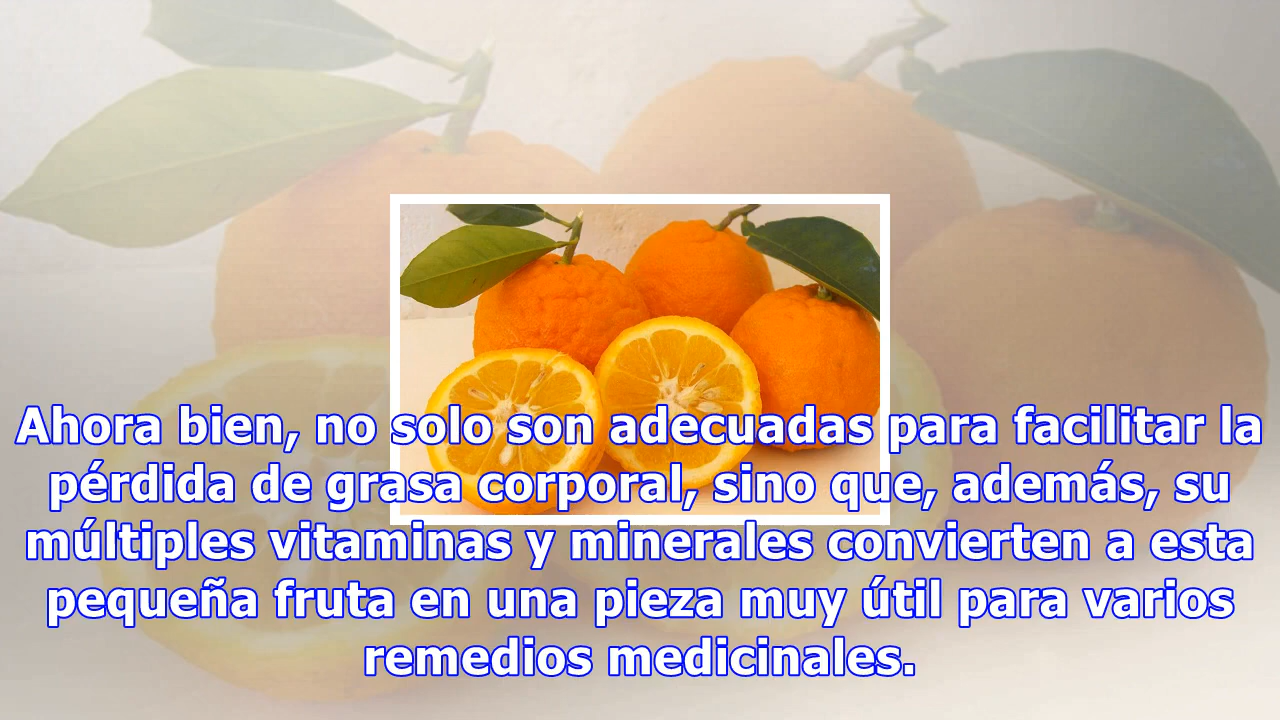 Ahora bien, no solo son adecuadas para facilitar la
pérdida de grasa corporal, sino que, además, su
múltiples vitaminas y minerales convierten a esta
pequeña fruta en una pieza muy útil para varios
remedios medicinales.